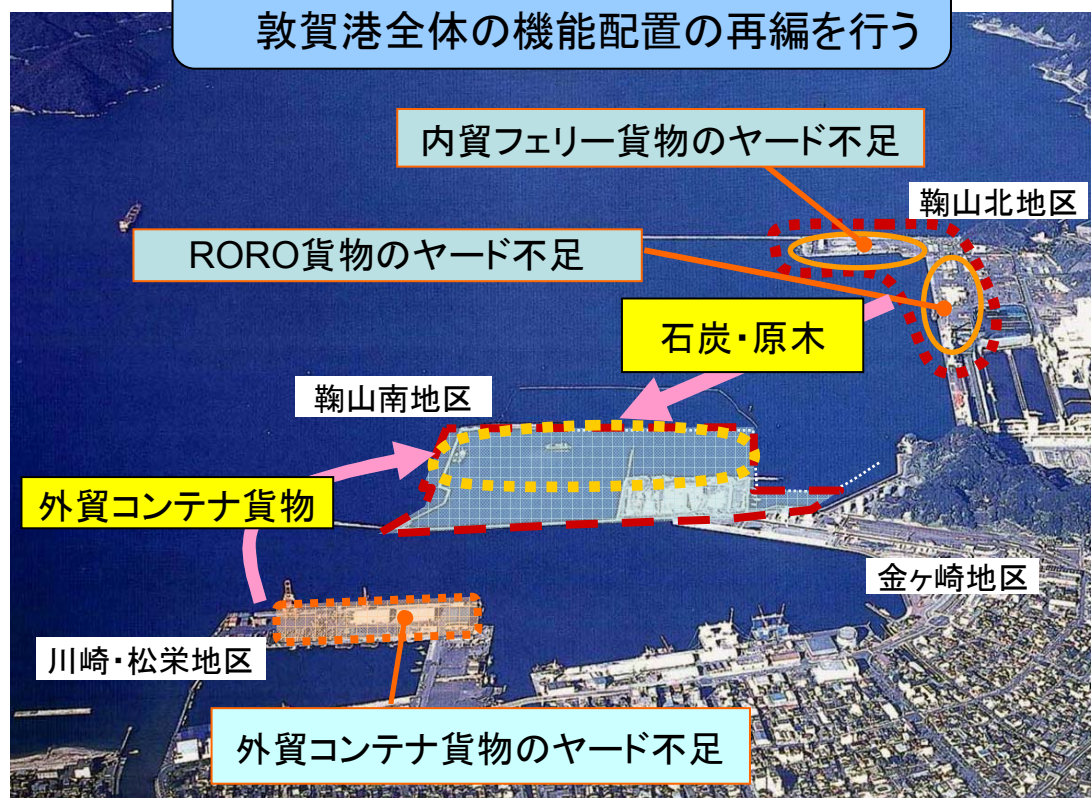 敦賀港全体の機能配置の再編を行う
内貿フェリー貨物のヤード不足
鞠山北地区
RORO貨物のヤード不足
石炭・原木
鞠山南地区
外貿コンテナ貨物
金ヶ崎地区
川崎・松栄地区
外貿コンテナ貨物のヤード不足